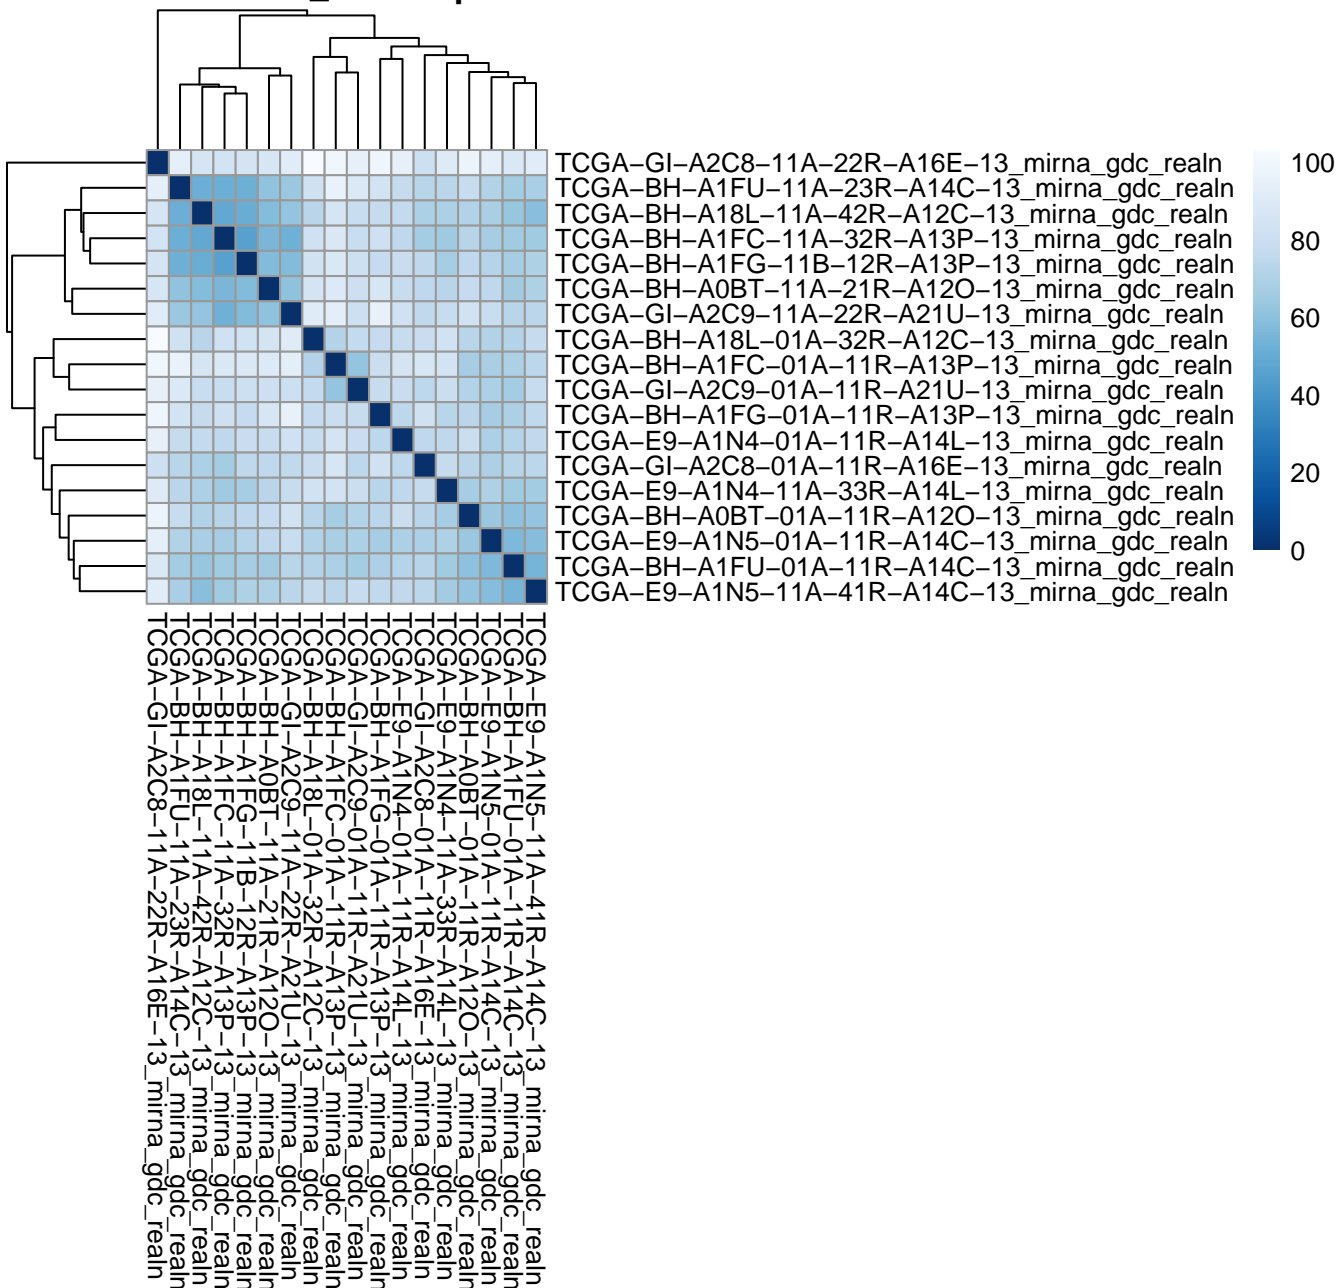 TCGA−GI−A2C8−11A−22R−A16E−13_mirna_gdc_realn
TCGA−BH−A1FU−11A−23R−A14C−13_mirna_gdc_realn
TCGA−BH−A18L−11A−42R−A12C−13_mirna_gdc_realn
TCGA−BH−A1FC−11A−32R−A13P−13_mirna_gdc_realn
TCGA−BH−A1FG−11B−12R−A13P−13_mirna_gdc_realn
TCGA−BH−A0BT−11A−21R−A12O−13_mirna_gdc_realn
TCGA−GI−A2C9−11A−22R−A21U−13_mirna_gdc_realn
TCGA−BH−A18L−01A−32R−A12C−13_mirna_gdc_realn
TCGA−BH−A1FC−01A−11R−A13P−13_mirna_gdc_realn
TCGA−GI−A2C9−01A−11R−A21U−13_mirna_gdc_realn
TCGA−BH−A1FG−01A−11R−A13P−13_mirna_gdc_realn
TCGA−E9−A1N4−01A−11R−A14L−13_mirna_gdc_realn
TCGA−GI−A2C8−01A−11R−A16E−13_mirna_gdc_realn
TCGA−E9−A1N4−11A−33R−A14L−13_mirna_gdc_realn
TCGA−BH−A0BT−01A−11R−A12O−13_mirna_gdc_realn
TCGA−E9−A1N5−01A−11R−A14C−13_mirna_gdc_realn
TCGA−BH−A1FU−01A−11R−A14C−13_mirna_gdc_realn
TCGA−E9−A1N5−11A−41R−A14C−13_mirna_gdc_realn
100
80
60
40
20
0
TCGA−GI−A2C8−11A−22R−A16E−13_mirna_gdc_realn
TCGA−BH−A1FU−11A−23R−A14C−13_mirna_gdc_realn
TCGA−BH−A18L−11A−42R−A12C−13_mirna_gdc_realn
TCGA−BH−A1FC−11A−32R−A13P−13_mirna_gdc_realn
TCGA−BH−A1FG−11B−12R−A13P−13_mirna_gdc_realn
TCGA−BH−A0BT−11A−21R−A12O−13_mirna_gdc_realn
TCGA−GI−A2C9−11A−22R−A21U−13_mirna_gdc_realn
TCGA−BH−A18L−01A−32R−A12C−13_mirna_gdc_realn
TCGA−BH−A1FC−01A−11R−A13P−13_mirna_gdc_realn
TCGA−GI−A2C9−01A−11R−A21U−13_mirna_gdc_realn
TCGA−BH−A1FG−01A−11R−A13P−13_mirna_gdc_realn
TCGA−E9−A1N4−01A−11R−A14L−13_mirna_gdc_realn
TCGA−GI−A2C8−01A−11R−A16E−13_mirna_gdc_realn
TCGA−E9−A1N4−11A−33R−A14L−13_mirna_gdc_realn
TCGA−BH−A0BT−01A−11R−A12O−13_mirna_gdc_realn
TCGA−E9−A1N5−01A−11R−A14C−13_mirna_gdc_realn
TCGA−BH−A1FU−01A−11R−A14C−13_mirna_gdc_realn
TCGA−E9−A1N5−11A−41R−A14C−13_mirna_gdc_realn